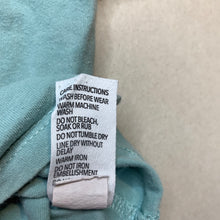 CARE INSTRUCTIONS
WASH BEFORE WEAR
WARM MACHINE
WASH
DO NOT BLEACH,
SOAK OR RUB
DO NOT TUMBLE DRY
LINE DRY WITHOUT
DELAY
WARM IRON
DO NOT IRON
EMBELLISHMENT